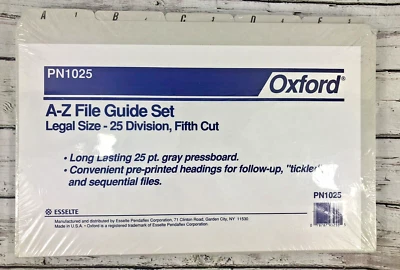 A B C D
PN1025
Oxford®
A-Z File Guide Set
Legal Size - 25 Division, Fifth Cut
• Long Lasting 25 pt. gray pressboard.
• Convenient pre-printed headings for follow-up, "tickler"
and sequential files.
PN1025
ESSELTE
Manufactured and distributed by Esselte Pendaflex Corporation, 71 Clinton Road, Garden City, NY. 11530
Made in U.S.A. • Oxford is a registered trademark of Esselte Pendaflex Corporation.